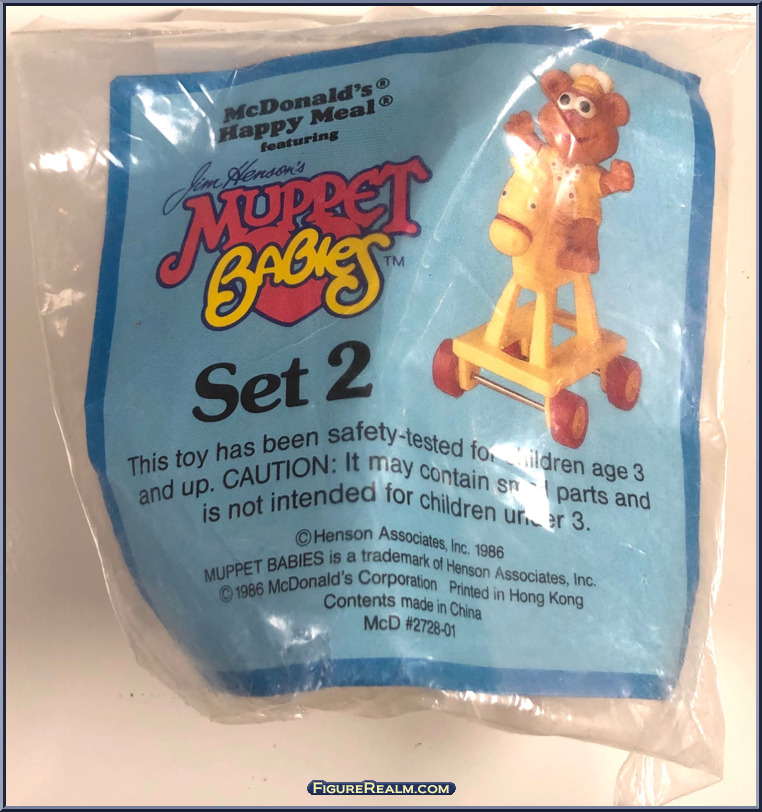 McDonald's®
Happy Meal®
featuring
Jim Henson's
MUPPET
BABIES™
Set 2
This toy has been safety-tested for children age 3
and up. CAUTION: It may contain small parts and
is not intended for children under 3.
© Henson Associates, Inc. 1986
MUPPET BABIES is a trademark of Henson Associates, Inc.
© 1986 McDonald's Corporation Printed in Hong Kong
Contents made in China
McD #2728-01
FIGUREREALM.COM